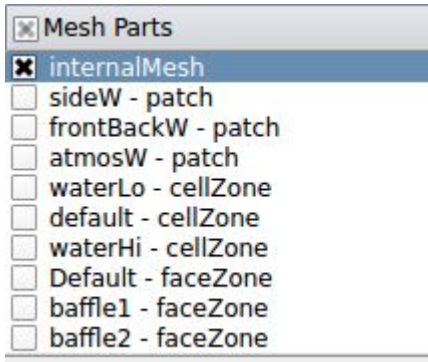 Mesh Parts
internalMesh
sideW - patch
frontBackW - patch
atmosW - patch
waterLo - cellZone
default - cellZone
waterHi - cellZone
Default - faceZone
baffle1 - faceZone
baffle2 - faceZone